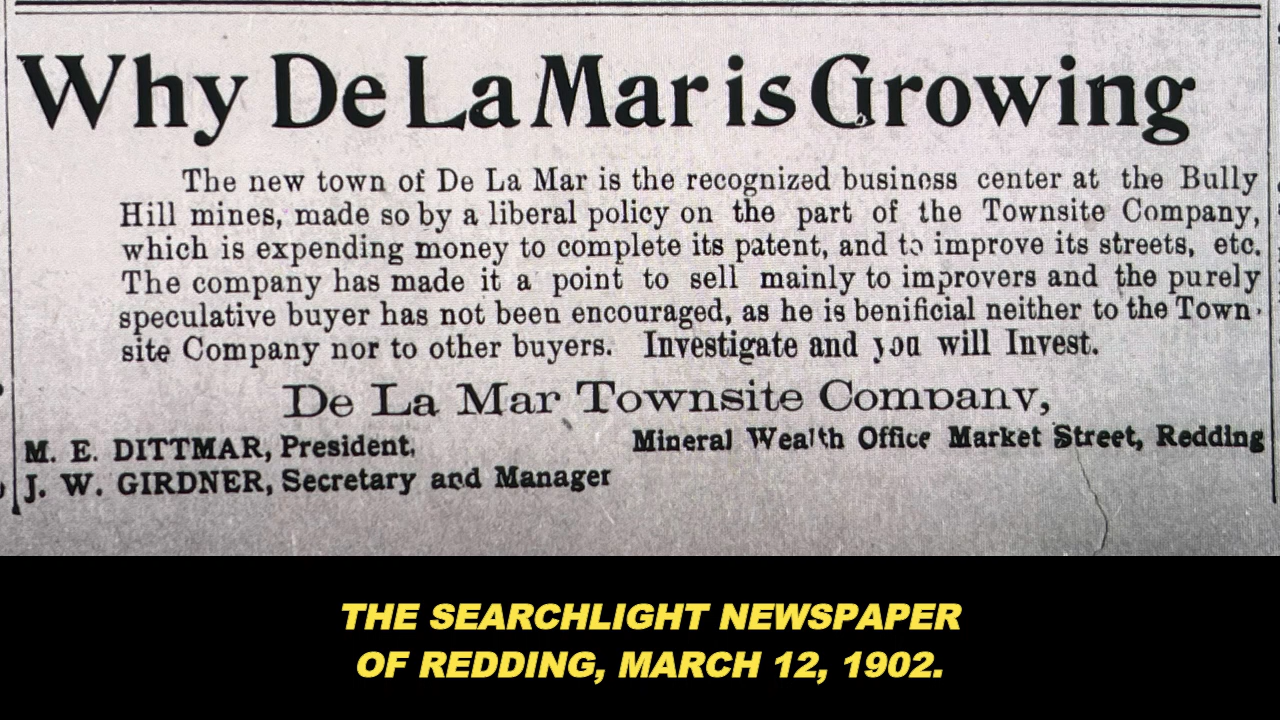 Why De La Mar is Growing
The new town of De La Mar is the recognized business center at the Bully
Hill mines, made so by a liberal policy on the part of the Townsite Company,
which is expending money to complete its patent, and to improve its streets, etc.
The company has made it a point to sell mainly to improvers and the purely
speculative buyer has not been encouraged, as he is benificial neither to the Town-
site Company nor to other buyers. Investigate and you will Invest.
De La Mar Townsite Company,
M. E. DITTMAR, President,
J. W. GIRDNER, Secretary and Manager
Mineral Wealth Office Market Street, Redding
THE SEARCHLIGHT NEWSPAPER
OF REDDING, MARCH 12, 1902.